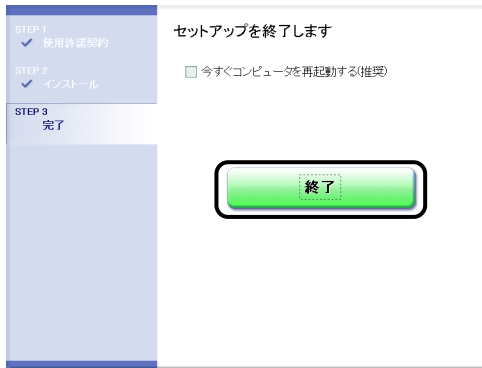 STEP 1
使用許諾契約
STEP 2
インストール
STEP 3
完了
セットアップを終了します
今すぐコンピュータを再起動する(推奨)
終了